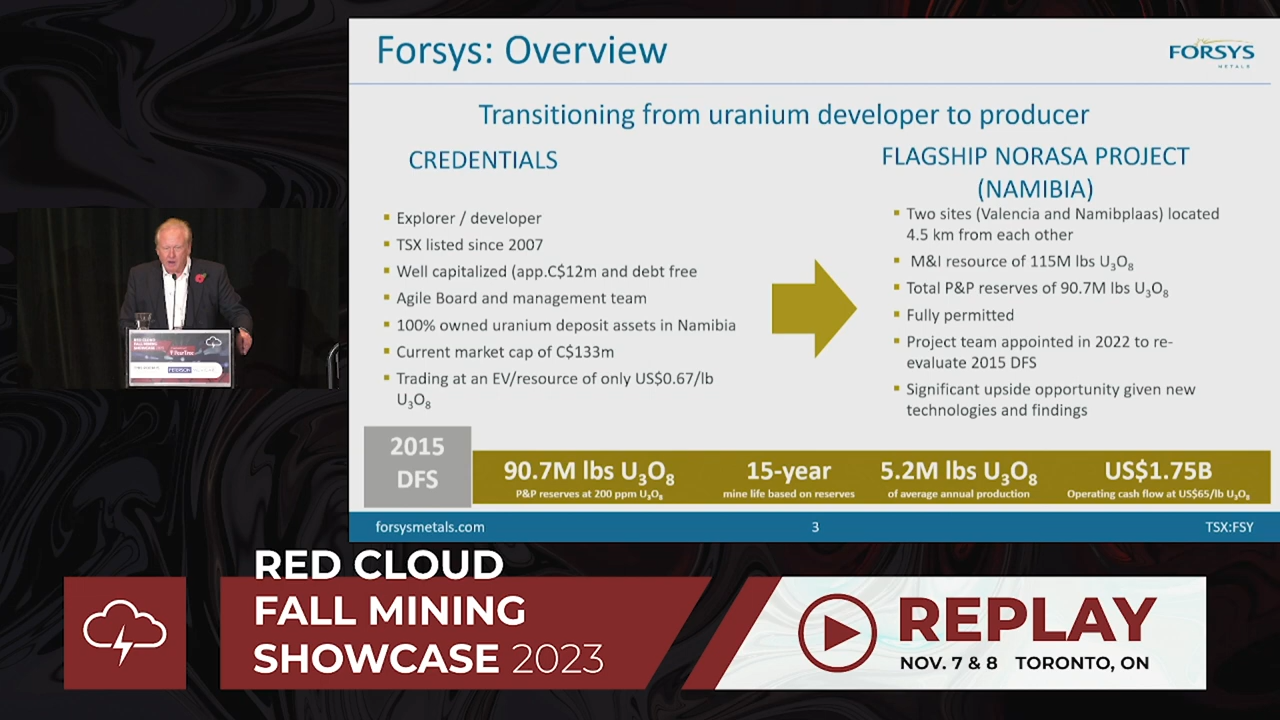 Forsys: Overview
FORSYS
METALS
Transitioning from uranium developer to producer
CREDENTIALS
▪ Explorer / developer
▪ TSX listed since 2007
▪ Well capitalized (app.C$12m and debt free
▪ Agile Board and management team
▪ 100% owned uranium deposit assets in Namibia
▪ Current market cap of C$133m
▪ Trading at an EV/resource of only US$0.67/lb
U₃O₈
FLAGSHIP NORASA PROJECT
(NAMIBIA)
▪ Two sites (Valencia and Namibplaas) located
4.5 km from each other
▪ M&I resource of 115M lbs U₃O₈
▪ Total P&P reserves of 90.7M lbs U₃O₈
▪ Fully permitted
▪ Project team appointed in 2022 to re-
evaluate 2015 DFS
▪ Significant upside opportunity given new
technologies and findings
2015
DFS
90.7M lbs U₃O₈
P&P reserves at 200 ppm U₃O₈
15-year
mine life based on reserves
5.2M lbs U₃O₈
of average annual production
US$1.75B
Operating cash flow at US$65/lb U₃O₈
forsysmetals.com
3
TSX:FSY
RED CLOUD
FALL MINING
SHOWCASE
RED CLOUD
FALL MINING
SHOWCASE 2023
REPLAY
NOV. 7 & 8 TORONTO, ON